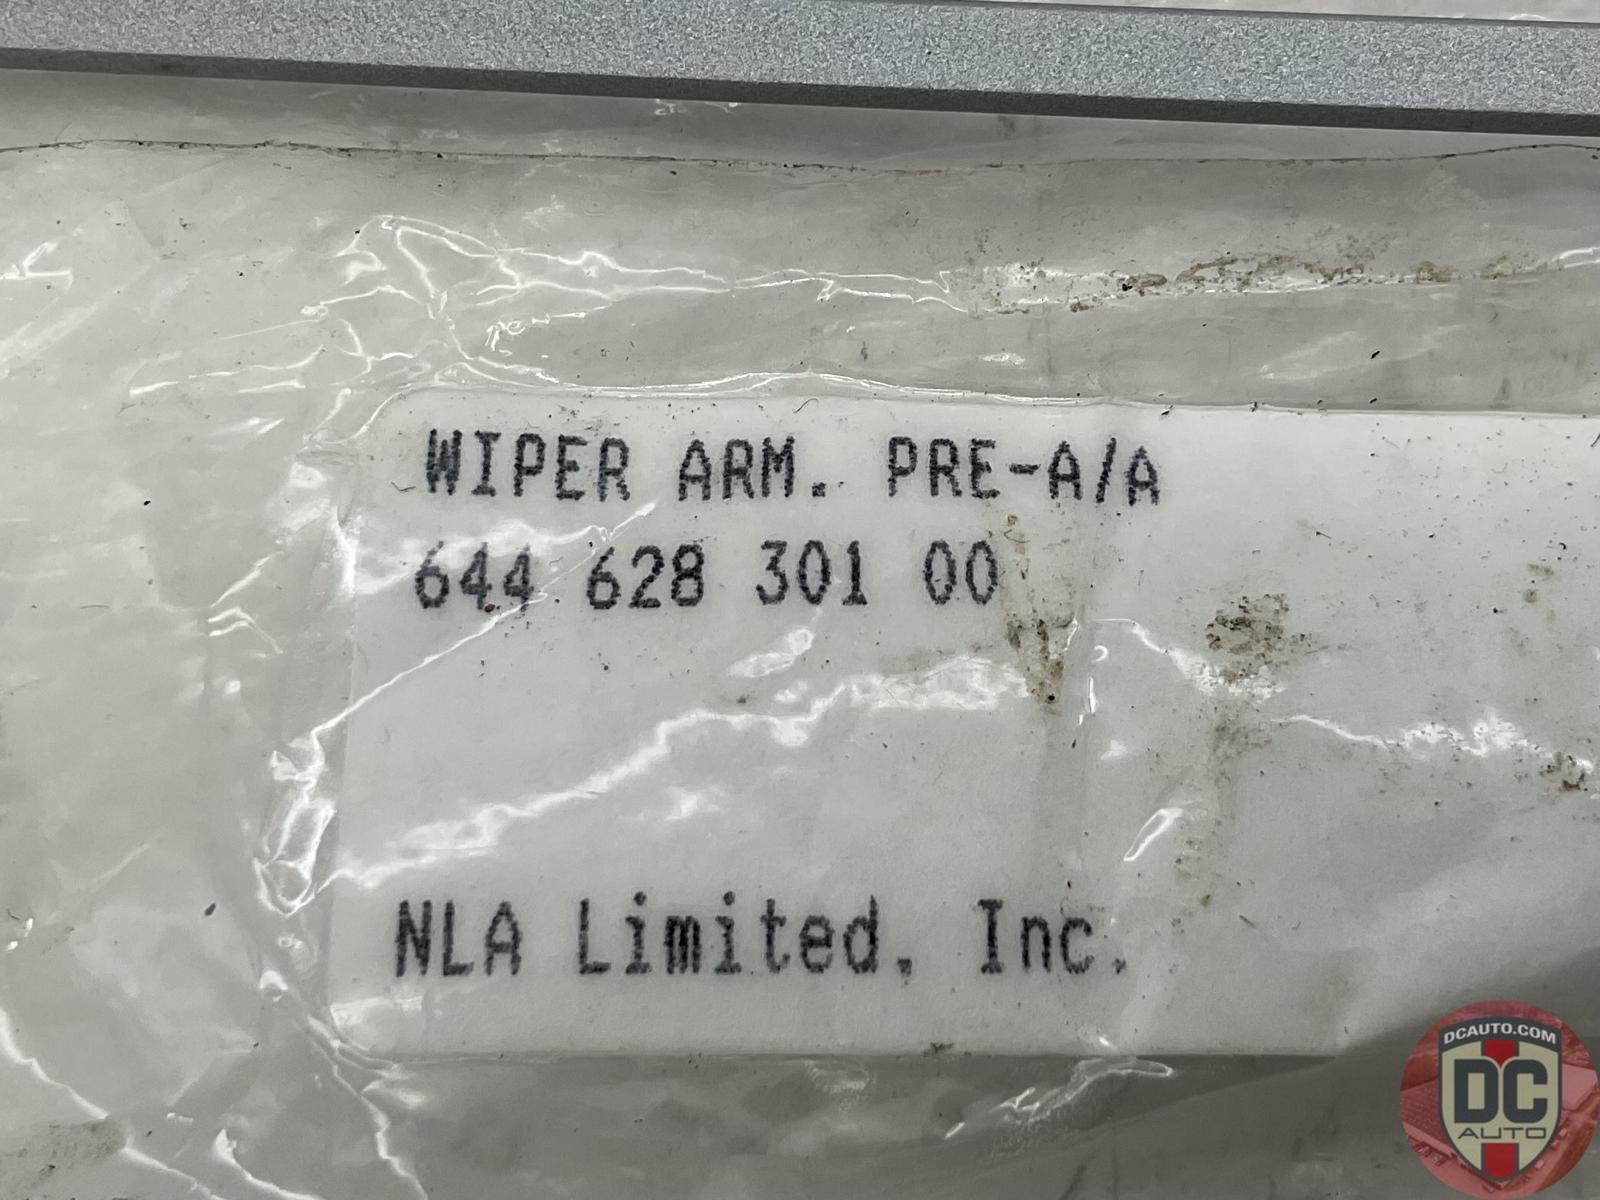 WIPER ARM. PRE-A/A
644 628 301 00
NLA Limited, Inc.
DCAUTO.COM
DC
AUTO